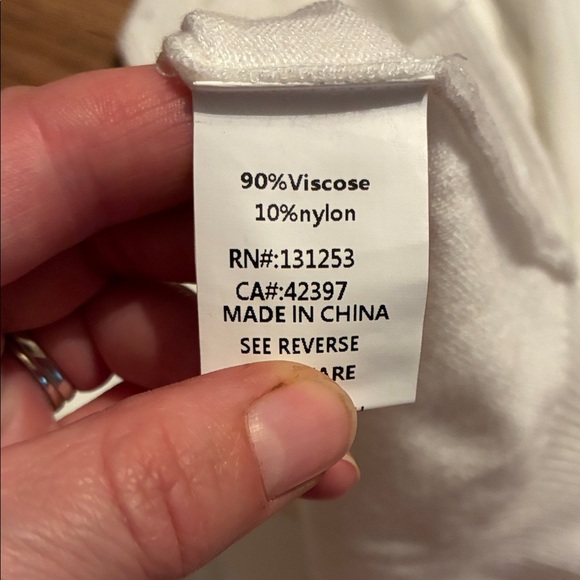 90%Viscose
10%nylon
RN#:131253
CA#:42397
MADE IN CHINA
SEE REVERSE